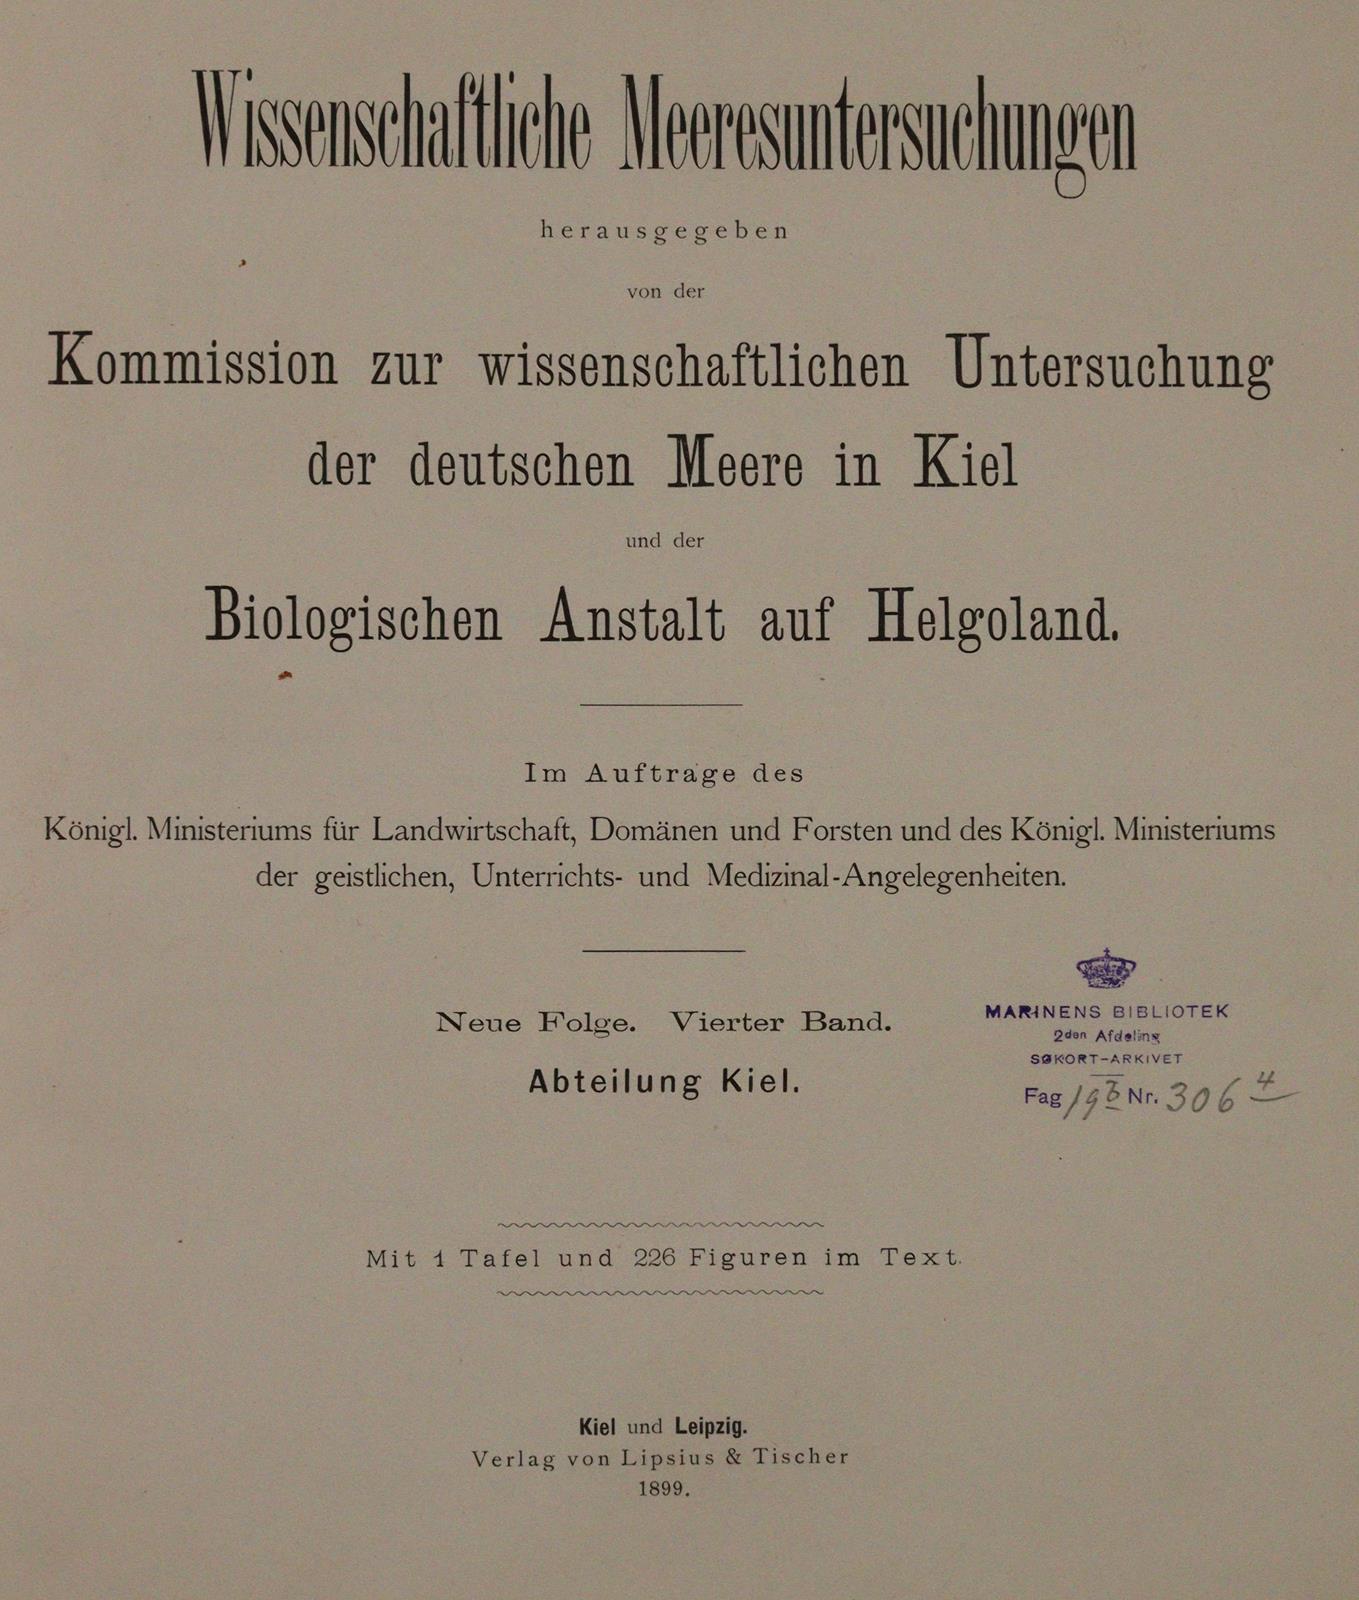 Wissenschaftliche Meeresuntersuchungen
herausgegeben
von der
Kommission zur wissenschaftlichen Untersuchung
der deutschen Meere in Kiel
und der
Biologischen Anstalt auf Helgoland.
Im Auftrage des
Königl. Ministeriums für Landwirtschaft, Domänen und Forsten und des Königl. Ministeriums
der geistlichen, Unterrichts- und Medizinal-Angelegenheiten.
Neue Folge. Vierter Band.
Abteilung Kiel.
MARINENS BIBLIOTEK
2den Afdeling
SØKORT-ARKIVET
Fag Nr. 306 4
Mit 1 Tafel und 226 Figuren im Text.
Kiel und Leipzig.
Verlag von Lipsius & Tischer
1899.